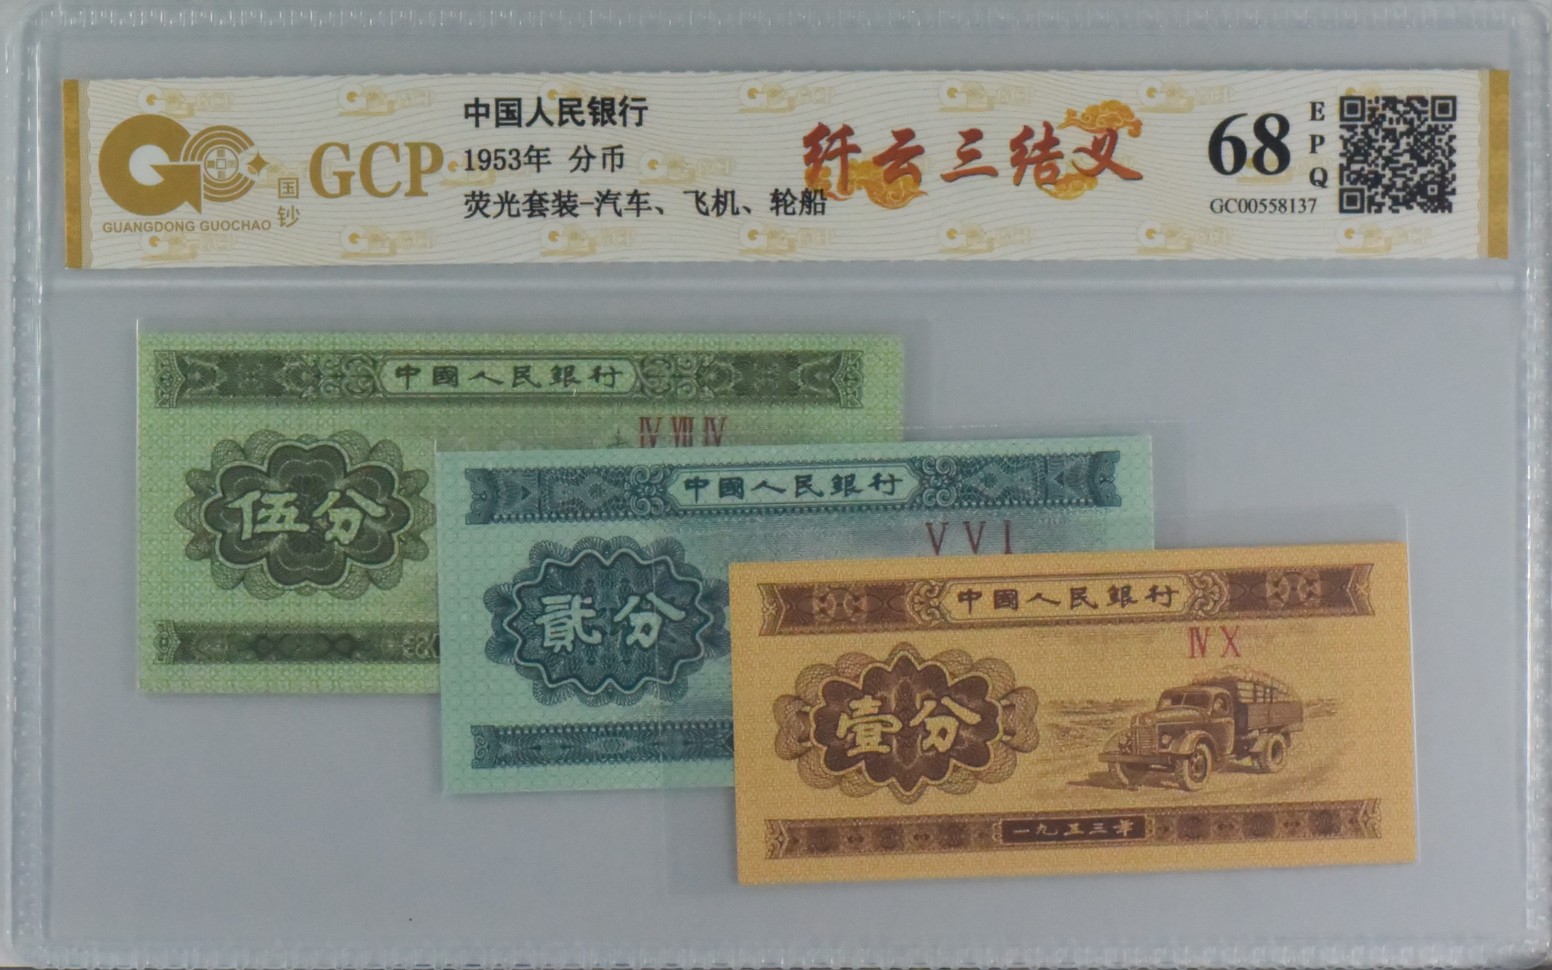 GUANGDONG GUOCHAO
国钞
GCP
中国人民银行
1953年 分币
荧光套装-汽车、飞机、轮船
纤云三结义
68
EPQ
GC00558137
中國人民銀行
Ⅳ Ⅶ Ⅳ
伍分
中國人民銀行
Ⅴ Ⅴ Ⅰ
貳分
中國人民銀行
Ⅳ Ⅹ
壹分
一九五三年